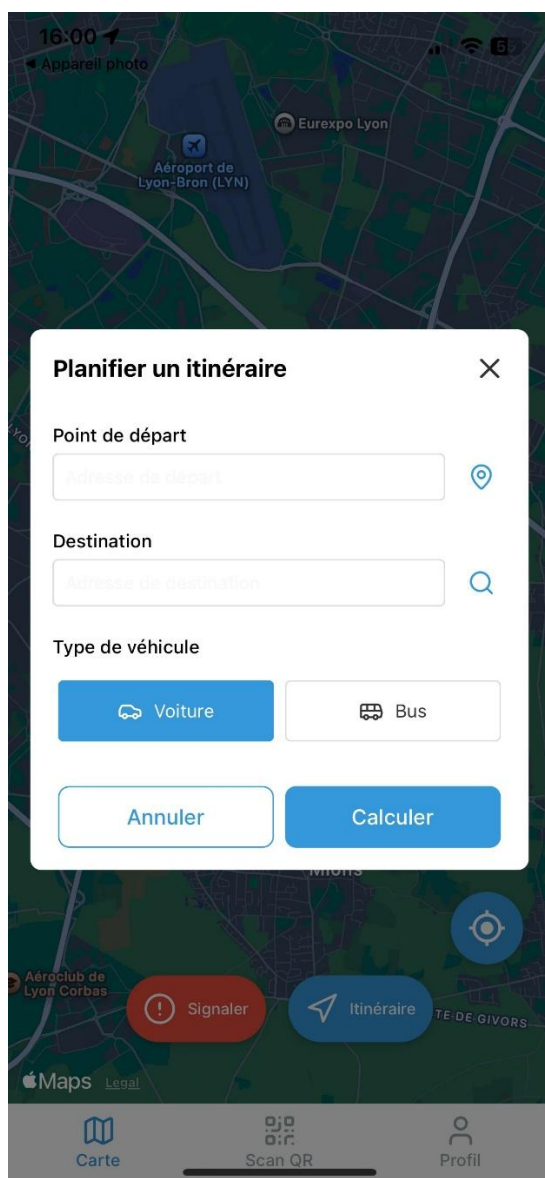 16:00
◀ Appareil photo
Eurexpo Lyon
Aéroport de
Lyon-Bron (LYN)
Planifier un itinéraire
Point de départ
Adresse de départ
Destination
Adresse de destination
Type de véhicule
Voiture
Bus
Annuler
Calculer
Mions
Aéroclub de
Lyon Corbas
Signaler
Itinéraire
TE DE GIVORS
Maps Legal
Carte
Scan QR
Profil